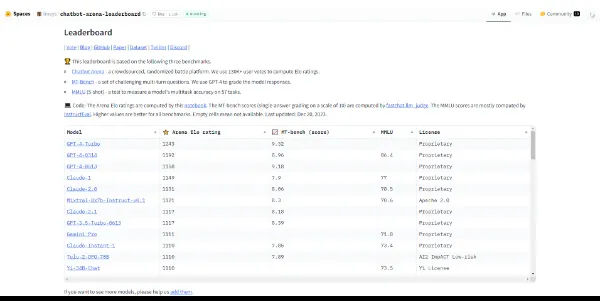 Spaces lmsys/chatbot-arena-leaderboard Running App Files Community
Leaderboard
| Vote | Blog | GitHub | Paper | Dataset | Twitter | Discord |
🏆 This leaderboard is based on the following three benchmarks.
Chatbot Arena - a crowdsourced, randomized battle platform. We use 130K+ user votes to compute Elo ratings.
MT-Bench - a set of challenging multi-turn questions. We use GPT-4 to grade the model responses.
MMLU (5-shot) - a test to measure a model's multitask accuracy on 57 tasks.
💻 Code: The Arena Elo ratings are computed by this notebook. The MT-bench scores (single-answer grading on a scale of 10) are computed by fastchat.llm_judge. The MMLU scores are mostly computed by
InstructEval. Higher values are better for all benchmarks. Empty cells mean not available. Last updated: Dec 20, 2023.
Model ⭐ Arena Elo rating 📈 MT-bench (score) MMLU License
GPT-4-Turbo 1243 9.32 Proprietary
GPT-4-0314 1192 8.96 86.4 Proprietary
GPT-4-0613 1158 9.18 Proprietary
Claude-1 1149 7.9 77 Proprietary
Claude-2.0 1131 8.06 78.5 Proprietary
Mixtral-8x7b-Instruct-v0.1 1121 8.3 70.6 Apache 2.0
Claude-2.1 1117 8.18 Proprietary
GPT-3.5-Turbo-0613 1117 8.39 Proprietary
Gemini Pro 1111 71.8 Proprietary
Claude-Instant-1 1110 7.85 73.4 Proprietary
Tulu-2-DPO-70B 1110 7.89 AI2 ImpACT Low-risk
Yi-34B-Chat 1110 73.5 Yi License
If you want to see more models, please help us add them.